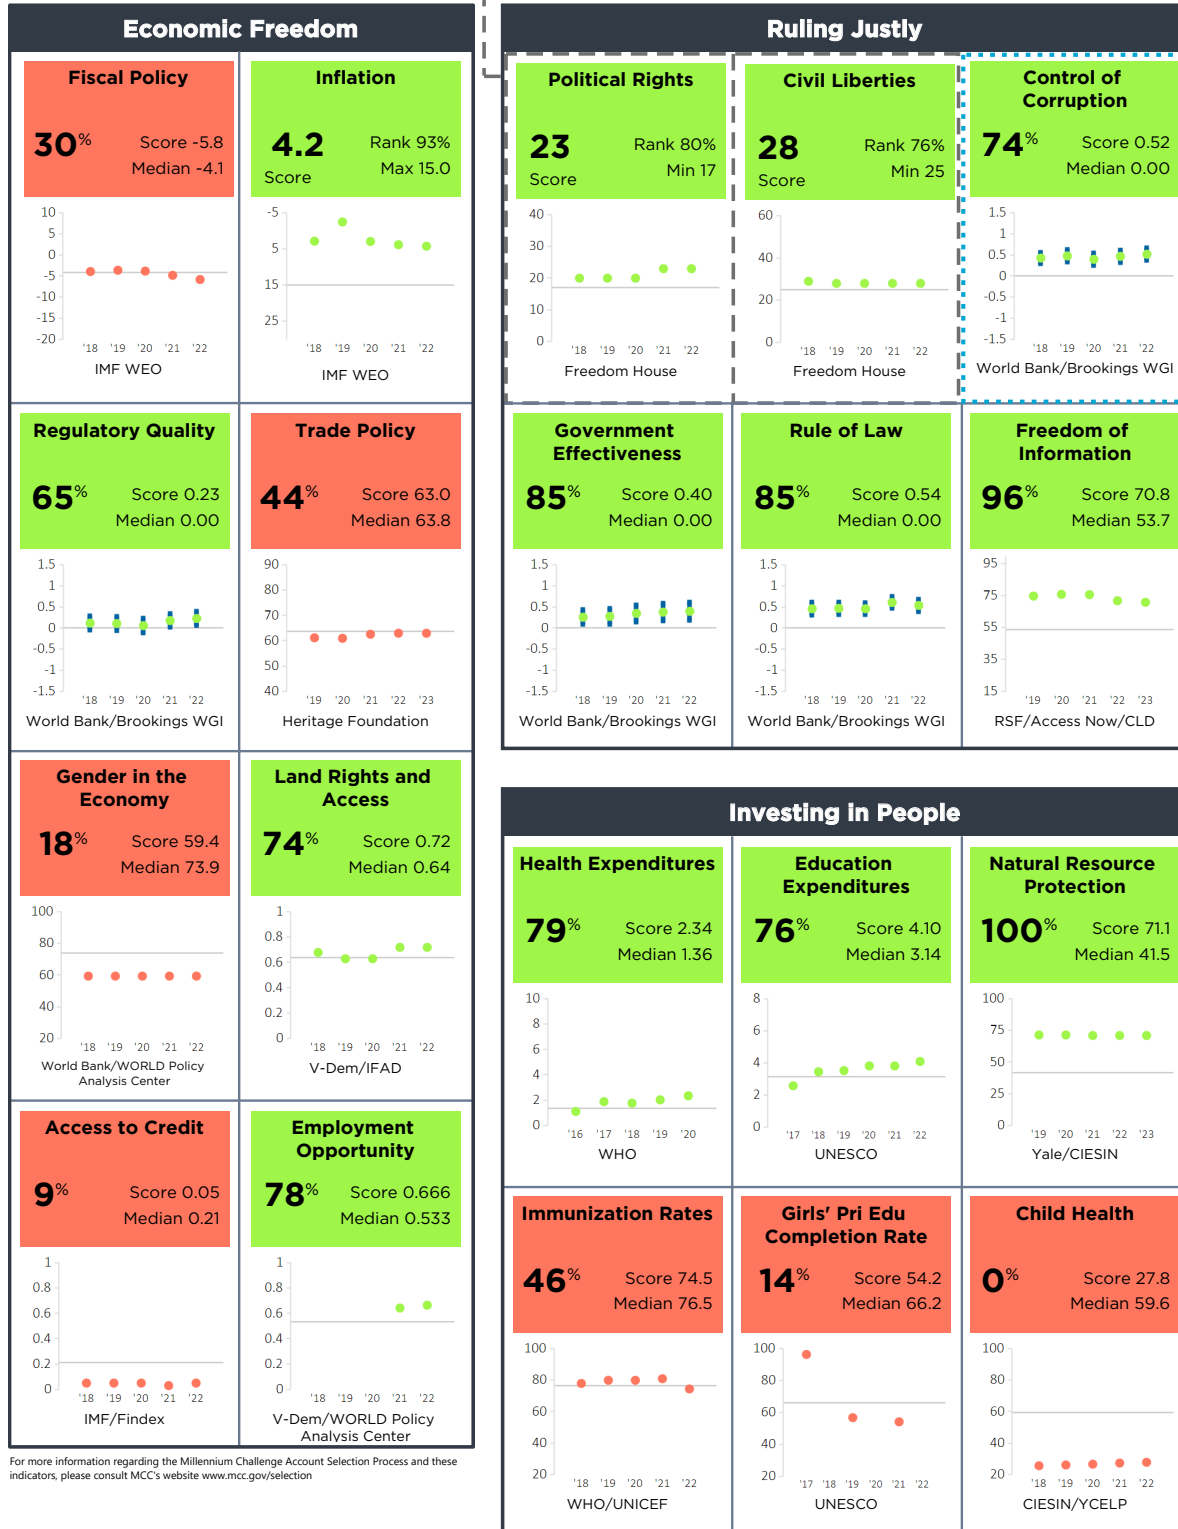 Economic Freedom
Fiscal Policy
30%
Score -5.8
Median -4.1
10
5
0
-5
-10
-15
-20
'18 '19 '20 '21 '22
IMF WEO
Inflation
4.2
Score
Rank 93%
Max 15.0
-5
5
15
25
'18 '19 '20 '21 '22
IMF WEO
Regulatory Quality
65%
Score 0.23
Median 0.00
1.5
1
0.5
0
-0.5
-1
-1.5
'18 '19 '20 '21 '22
World Bank/Brookings WGI
Trade Policy
44%
Score 63.0
Median 63.8
90
80
70
60
50
40
'19 '20 '21 '22 '23
Heritage Foundation
Gender in the
Economy
18%
Score 59.4
Median 73.9
100
80
60
40
20
'18 '19 '20 '21 '22
World Bank/WORLD Policy
Analysis Center
Land Rights and
Access
74%
Score 0.72
Median 0.64
1
0.8
0.6
0.4
0.2
0
'18 '19 '20 '21 '22
V-Dem/IFAD
Access to Credit
9%
Score 0.05
Median 0.21
1
0.8
0.6
0.4
0.2
0
'18 '19 '20 '21 '22
IMF/Findex
Employment
Opportunity
78%
Score 0.666
Median 0.533
1
0.8
0.6
0.4
0.2
0
'18 '19 '20 '21 '22
V-Dem/WORLD Policy
Analysis Center
For more information regarding the Millennium Challenge Account Selection Process and these
indicators, please consult MCC's website www.mcc.gov/selection
Ruling Justly
Political Rights
23
Score
Rank 80%
Min 17
40
30
20
10
0
'18 '19 '20 '21 '22
Freedom House
Civil Liberties
28
Score
Rank 76%
Min 25
60
40
20
0
'18 '19 '20 '21 '22
Freedom House
Control of
Corruption
74%
Score 0.52
Median 0.00
1.5
1
0.5
0
-0.5
-1
-1.5
'18 '19 '20 '21 '22
World Bank/Brookings WGI
Government
Effectiveness
85%
Score 0.40
Median 0.00
1.5
1
0.5
0
-0.5
-1
-1.5
'18 '19 '20 '21 '22
World Bank/Brookings WGI
Rule of Law
85%
Score 0.54
Median 0.00
1.5
1
0.5
0
-0.5
-1
-1.5
'18 '19 '20 '21 '22
World Bank/Brookings WGI
Freedom of
Information
96%
Score 70.8
Median 53.7
95
75
55
35
15
'19 '20 '21 '22 '23
RSF/Access Now/CLD
Investing in People
Health Expenditures
79%
Score 2.34
Median 1.36
10
8
6
4
2
0
'16 '17 '18 '19 '20
WHO
Education
Expenditures
76%
Score 4.10
Median 3.14
8
6
4
2
0
'17 '18 '19 '20 '21 '22
UNESCO
Natural Resource
Protection
100%
Score 71.1
Median 41.5
100
75
50
25
0
'19 '20 '21 '22 '23
Yale/CIESIN
Immunization Rates
46%
Score 74.5
Median 76.5
100
80
60
40
20
'18 '19 '20 '21 '22
WHO/UNICEF
Girls' Pri Edu
Completion Rate
14%
Score 54.2
Median 66.2
100
80
60
40
20
'17 '18 '19 '20 '21 '22
UNESCO
Child Health
0%
Score 27.8
Median 59.6
100
80
60
40
20
'18 '19 '20 '21 '22
CIESIN/YCELP